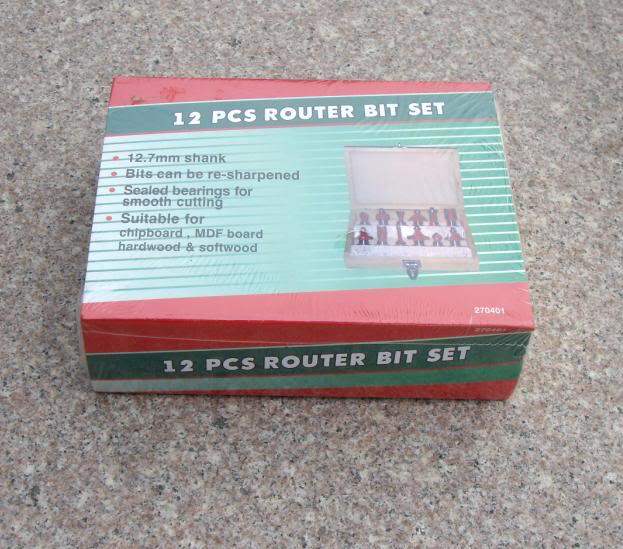 12 PCS ROUTER BIT SET
• 12.7mm shank
• Bits can be re-sharpened
• Sealed bearings for
smooth cutting
• Suitable for
chipboard , MDF board
hardwood & softwood
270401
270401
12 PCS ROUTER BIT SET